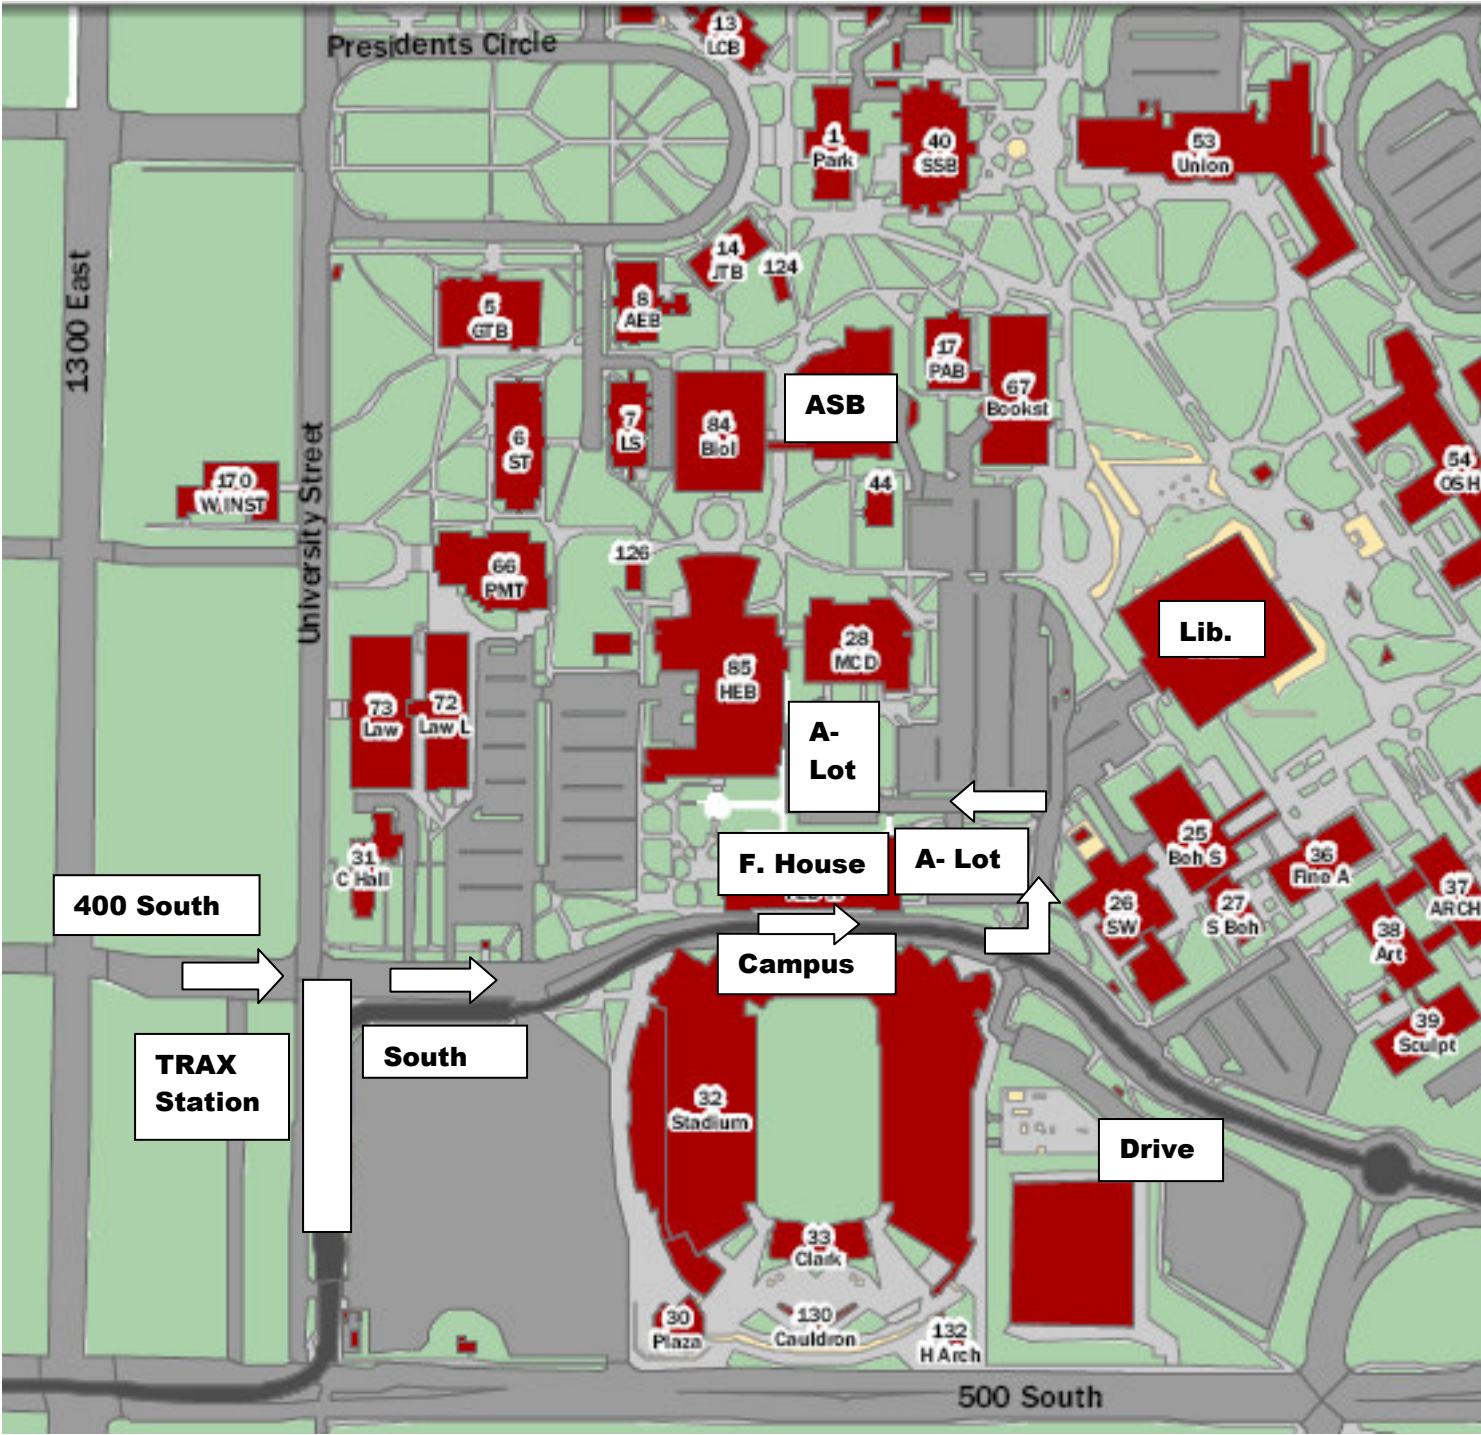 13
LCB
Presidents Circle
1
Park
40
SSB
53
Union
14
JTB
124
1300 East
5
GTB
8
AEB
17
PAB
67
Bookst
ASB
7
LS
84
Biol
6
ST
University Street
170
W INST
44
54
OSH
126
66
PMT
Lib.
28
MCD
85
HEB
73
Law
72
Law L
A-
Lot
25
Beh S
36
Fine A
31
C Hall
F. House
A- Lot
37
ARCH
400 South
26
SW
27
S Beh
38
Art
Campus
39
Sculpt
TRAX
Station
South
32
Stadium
Drive
33
Clark
30
Plaza
130
Cauldron
132
H Arch
500 South